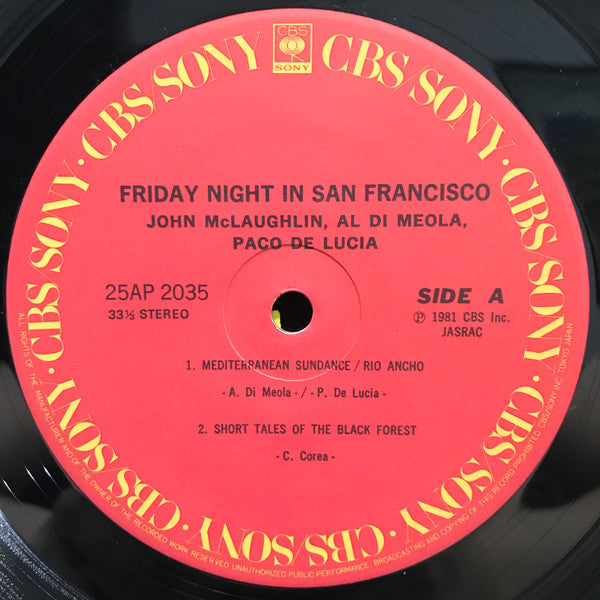 CBS
SONY
CBS/SONY · CBS/SONY · CBS/SONY · CBS/SONY · CBS/SONY · CBS/SONY · CBS/SONY
FRIDAY NIGHT IN SAN FRANCISCO
JOHN McLAUGHLIN, AL DI MEOLA,
PACO DE LUCIA
25AP 2035
33⅓ STEREO
SIDE A
Ⓟ 1981 CBS Inc.
JASRAC
1. MEDITERRANEAN SUNDANCE / RIO ANCHO
- A. Di Meola - / - P. De Lucia -
2. SHORT TALES OF THE BLACK FOREST
- C. Corea -
ALL RIGHTS OF THE MANUFACTURER AND OF THE OWNER OF THE RECORDED WORK RESERVED UNAUTHORIZED PUBLIC PERFORMANCE, BROADCASTING AND COPYING OF THIS RECORD PROHIBITED CBS/SONY INC. TOKYO JAPAN